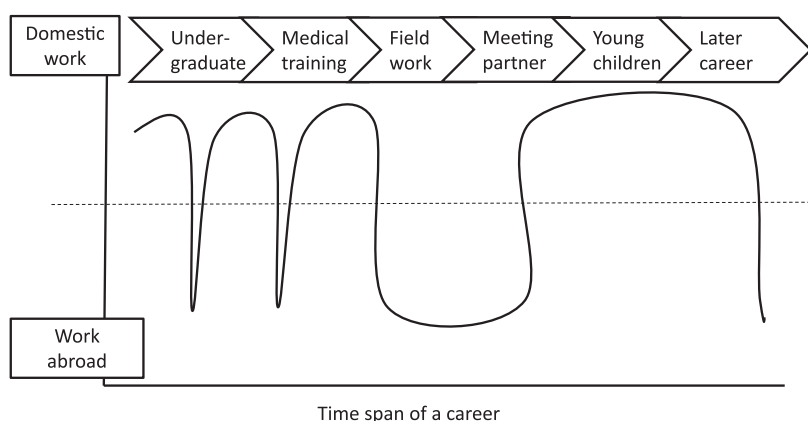 Domestic
work
Under-
graduate
Medical
training
Field
work
Meeting
partner
Young
children
Later
career
Work
abroad
Time span of a career